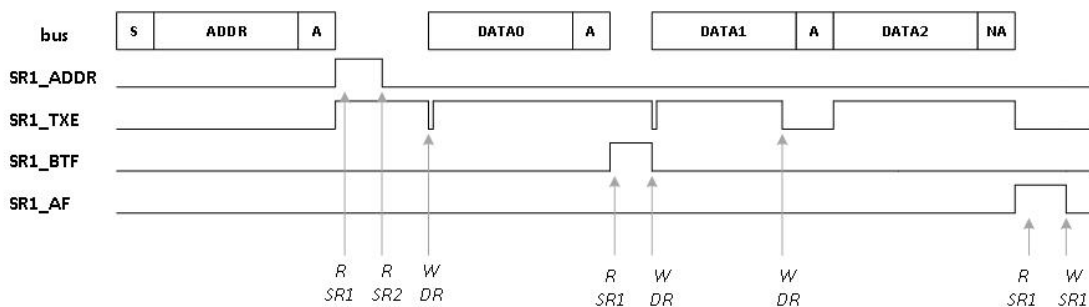 bus S ADDR A DATA0 A DATA1 A DATA2 NA
SR1_ADDR
SR1_TXE
SR1_BTF
SR1_AF
R R W R W W R W
SR1 SR2 DR SR1 DR DR SR1 SR1